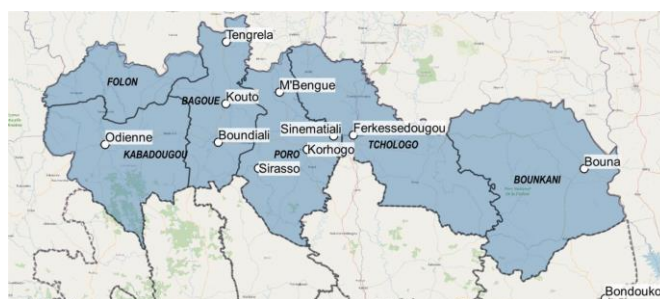 Tengrela
FOLON
M'Bengue
BAGOUE
Kouto
Odienne
Boundiali
Sinematiali
Ferkessedougou
KABADOUGOU
PORO
Korhogo
TCHOLOGO
Sirasso
Bouna
BOUNKANI
Bondouko